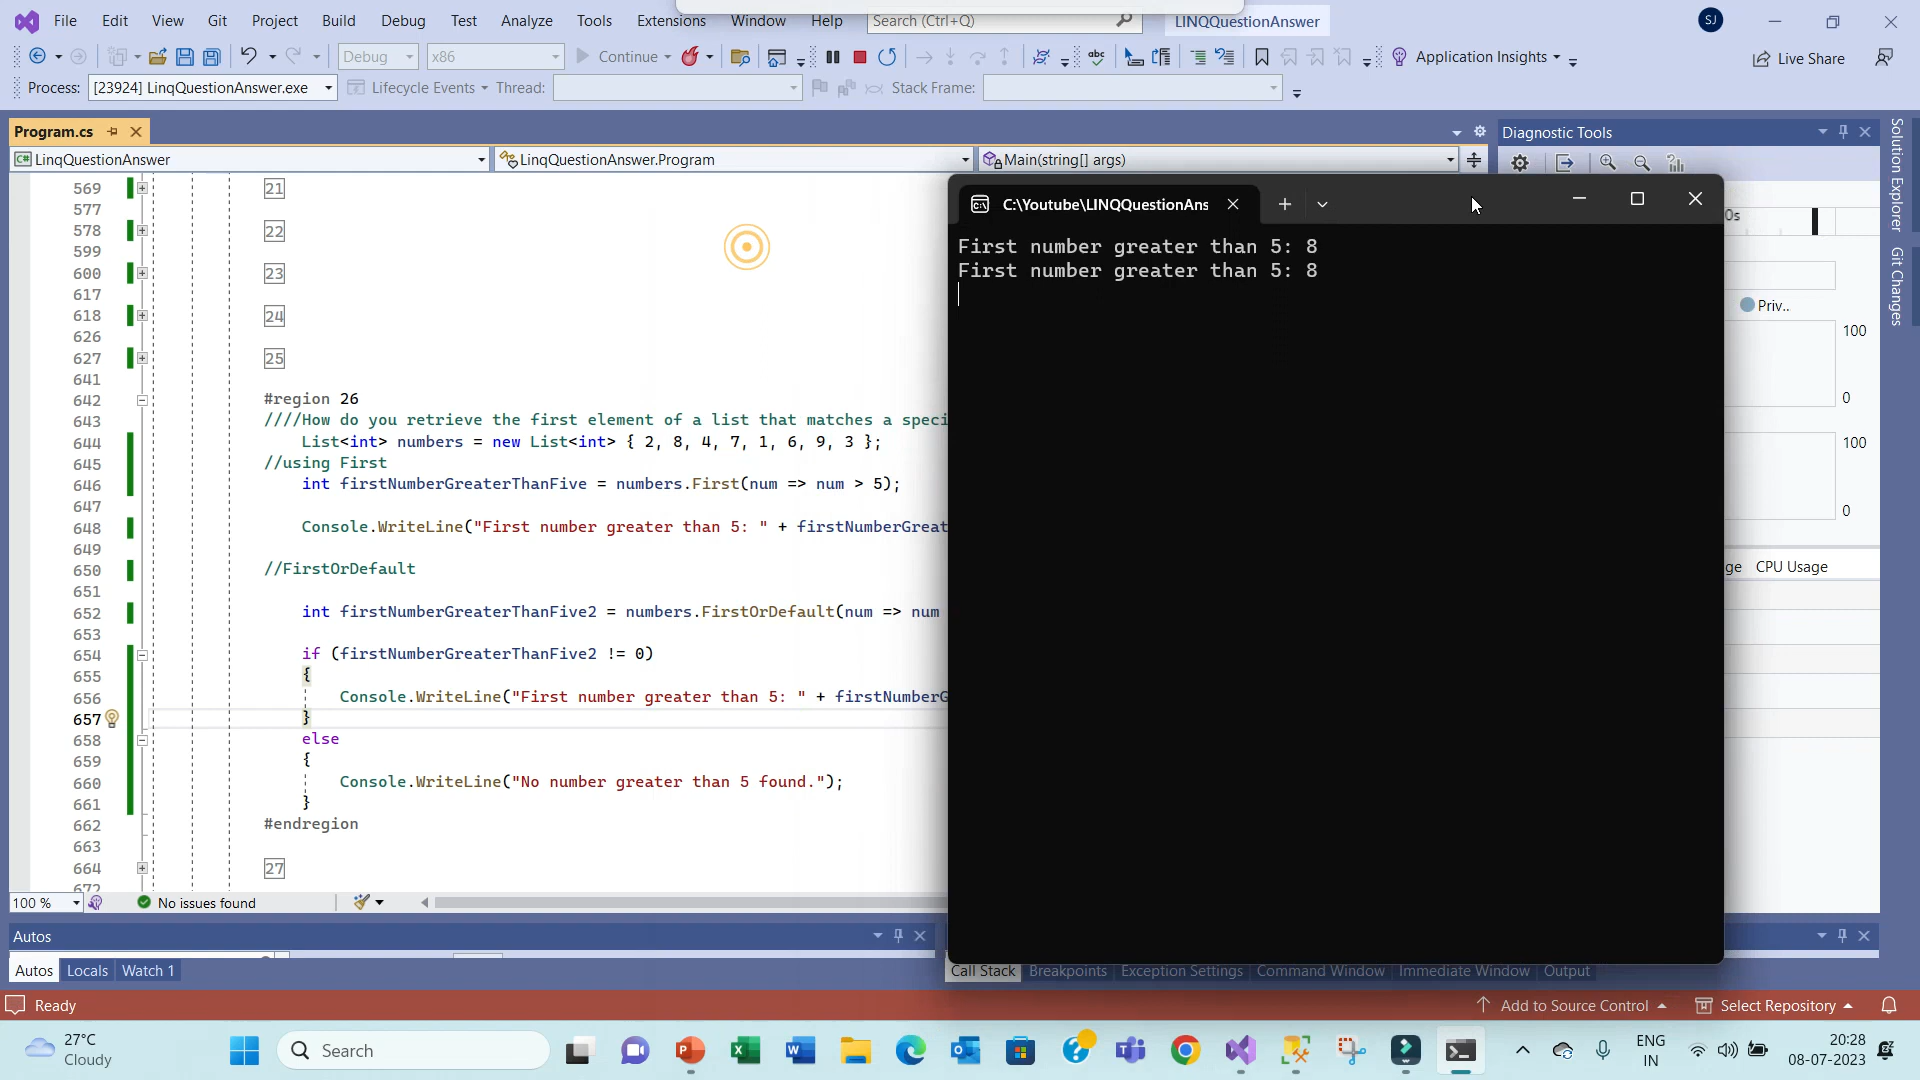 File Edit View Git Project Build Debug Test Analyze Tools Extensions Window Help Search (Ctrl+Q) LINQQuestionAnswer SJ
Debug x86 Continue Application Insights Live Share
Process: [23924] LinqQuestionAnswer.exe Lifecycle Events Thread: Stack Frame:
Program.cs Diagnostic Tools
LinqQuestionAnswer LinqQuestionAnswer.Program Main(string[] args)
Solution Explorer
Git Changes
C:\Youtube\LINQQuestionAns
First number greater than 5: 8
First number greater than 5: 8
0s
Priv..
100
0
100
0
ge CPU Usage
569 21
577
578 22
599
600 23
617
618 24
626
627 25
641
642 #region 26
643 ////How do you retrieve the first element of a list that matches a speci
644 List<int> numbers = new List<int> { 2, 8, 4, 7, 1, 6, 9, 3 };
645 //using First
646 int firstNumberGreaterThanFive = numbers.First(num => num > 5);
647
648 Console.WriteLine("First number greater than 5: " + firstNumberGreat
649
650 //FirstOrDefault
651
652 int firstNumberGreaterThanFive2 = numbers.FirstOrDefault(num => num
653
654 if (firstNumberGreaterThanFive2 != 0)
655 {
656 Console.WriteLine("First number greater than 5: " + firstNumberG
657 }
658 else
659 {
660 Console.WriteLine("No number greater than 5 found.");
661 }
662 #endregion
663
664 27
672
100 % No issues found
Autos
Autos Locals Watch 1 Call Stack Breakpoints Exception Settings Command Window Immediate Window Output
Ready Add to Source Control Select Repository
27°C
Cloudy
Search
ENG
IN
20:28
08-07-2023